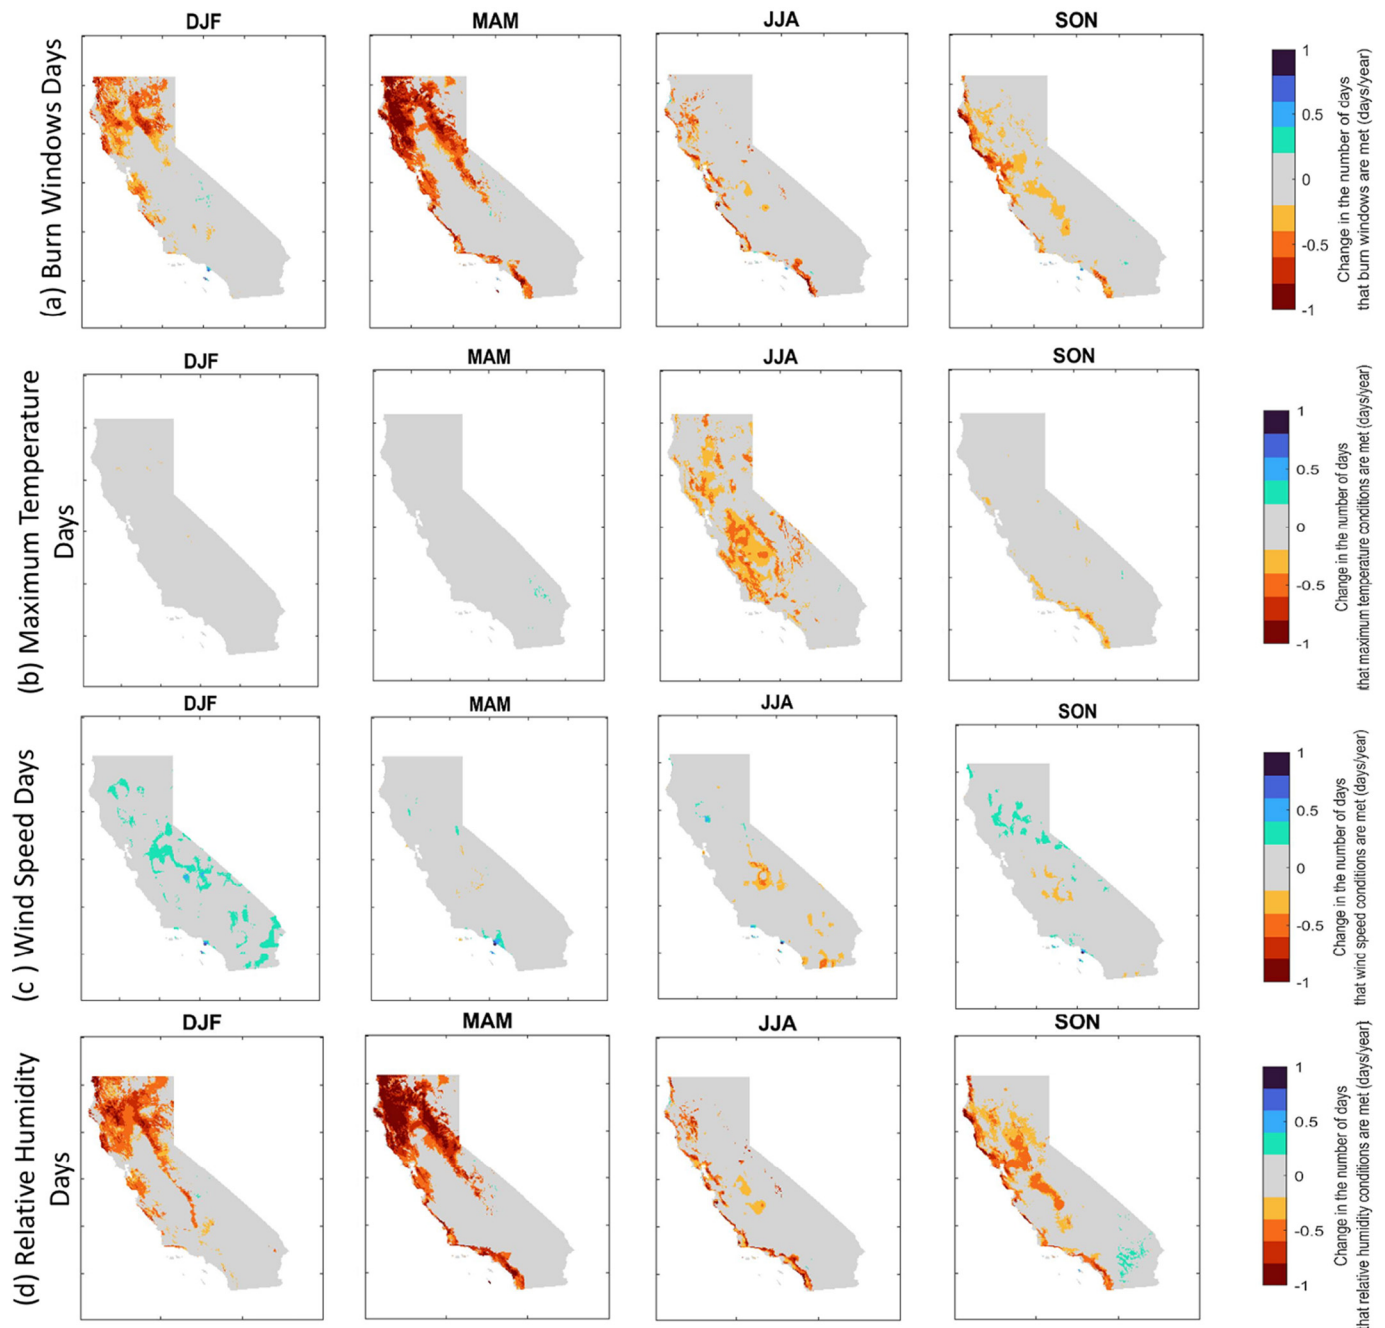 DJF MAM JJA SON
(a) Burn Windows Days
1
0.5
0
-0.5
-1
Change in the number of days
that burn windows are met (days/year)
DJF MAM JJA SON
(b) Maximum Temperature
Days
1
0.5
0
-0.5
-1
Change in the number of days
that maximum temperature conditions are met (days/year)
DJF MAM JJA SON
(c) Wind Speed Days
1
0.5
0
-0.5
-1
Change in the number of days
that wind speed conditions are met (days/year)
DJF MAM JJA SON
(d) Relative Humidity
Days
1
0.5
0
-0.5
-1
Change in the number of days
that relative humidity conditions are met (days/year)